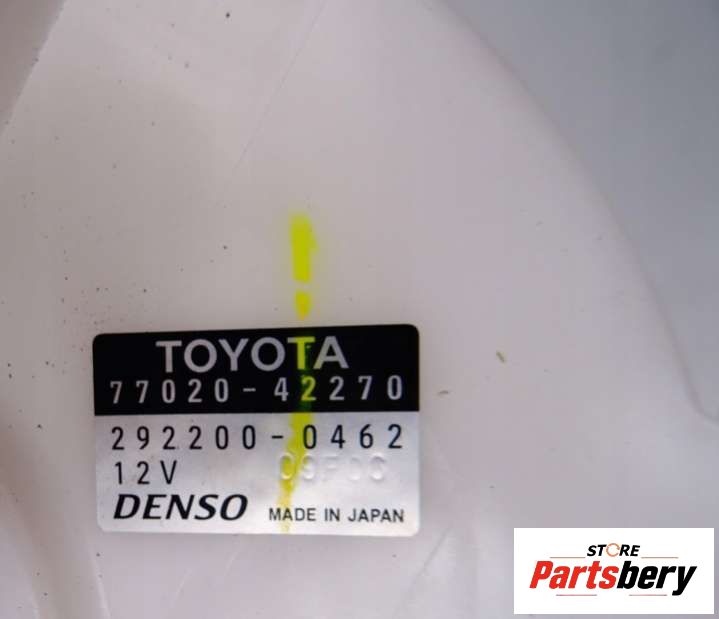 TOYOTA
77020-42270
292200-0462
12V
DENSO MADE IN JAPAN
STORE
Partsbery